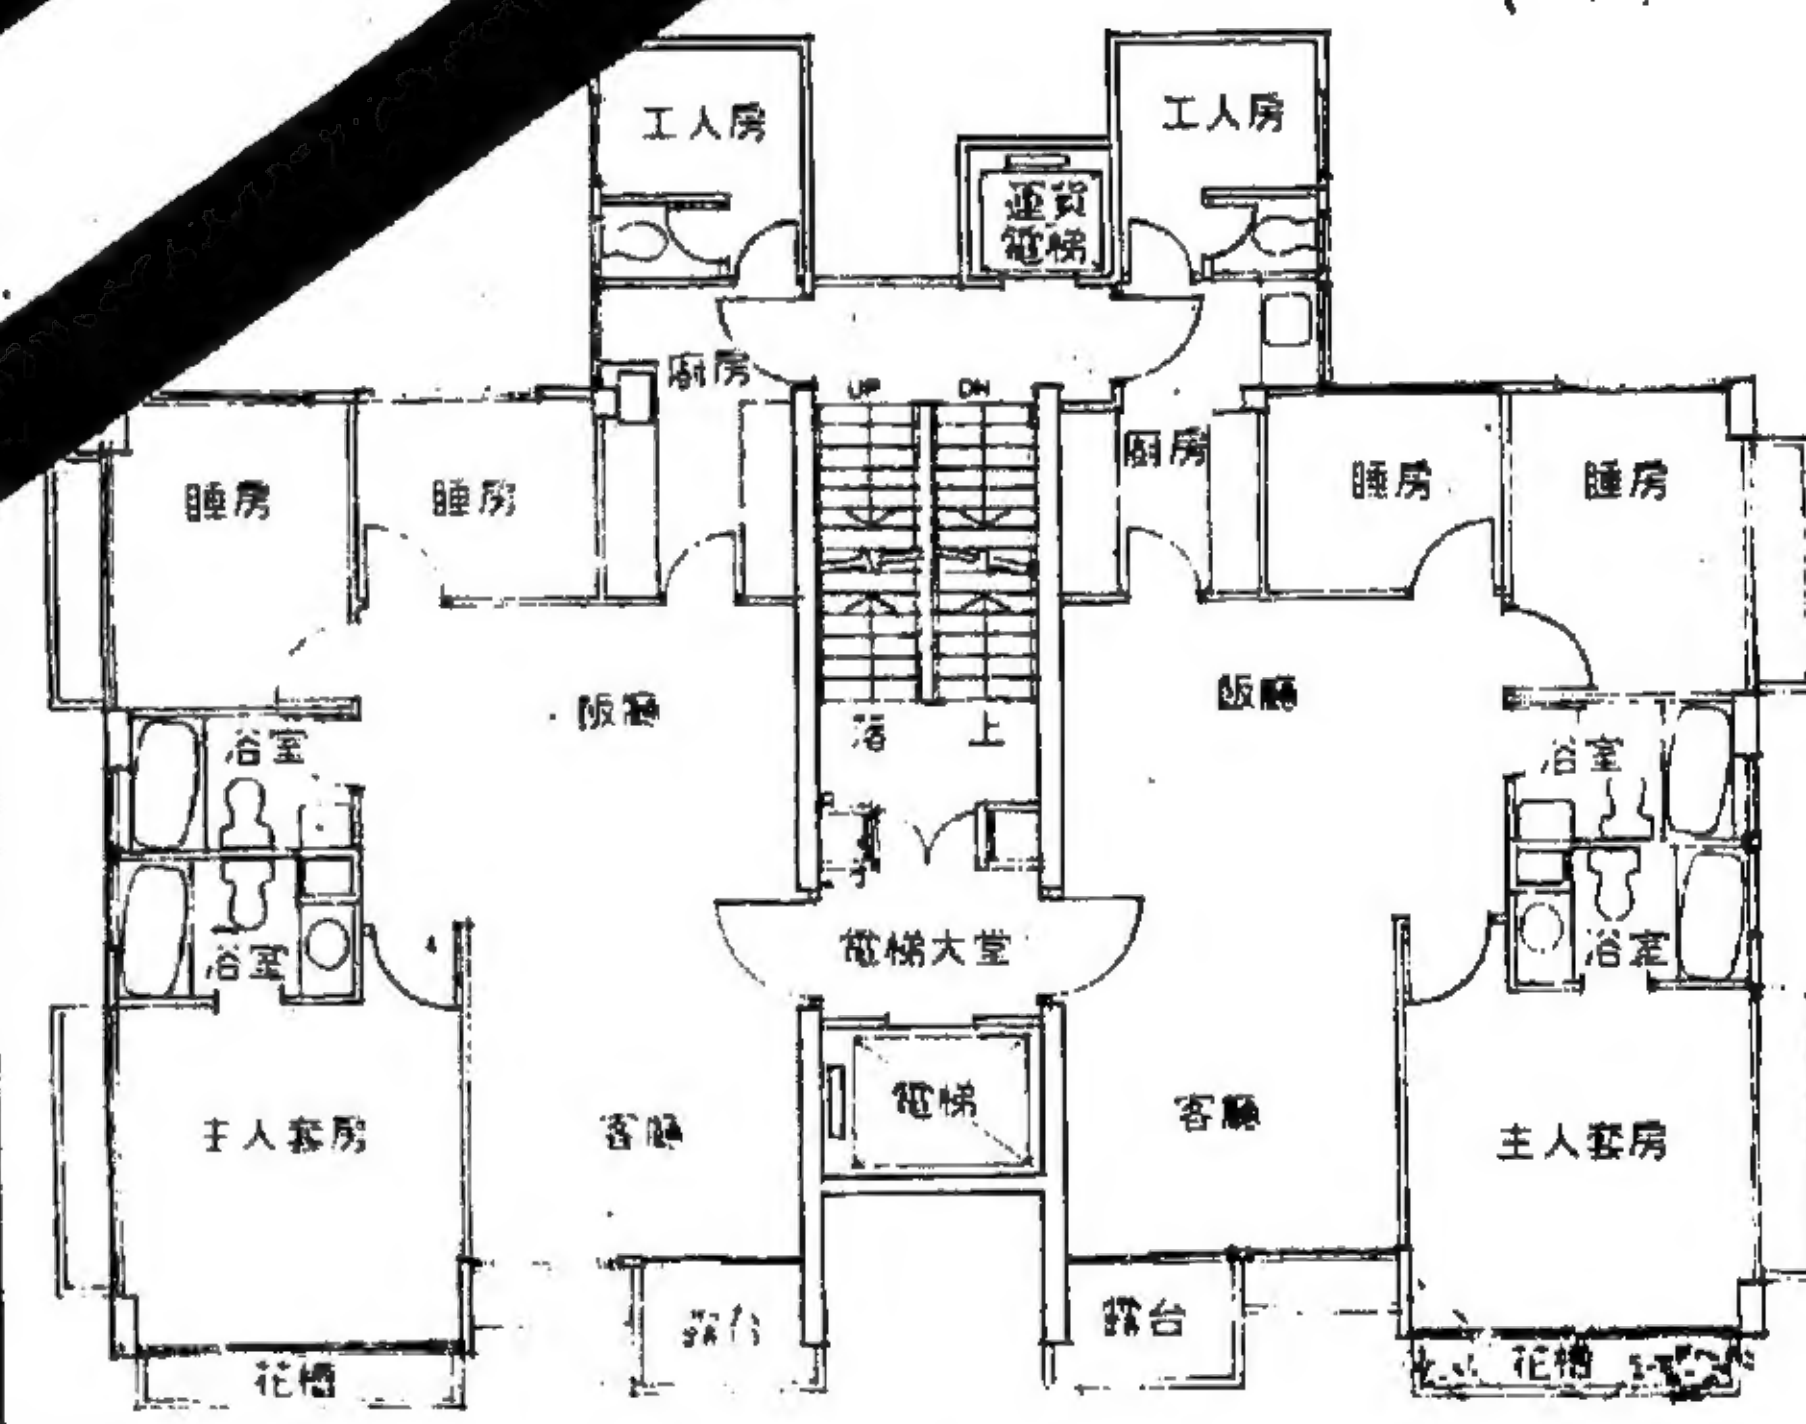 工人房
工人房
運貨
電梯
廚房
UP
DN
廚房
睡房
睡房
睡房
睡房
飯廳
飯廳
落
上
浴室
浴室
電梯大堂
浴室
浴室
電梯
主人套房
客廳
客廳
主人套房
露台
露台
花槽
花槽